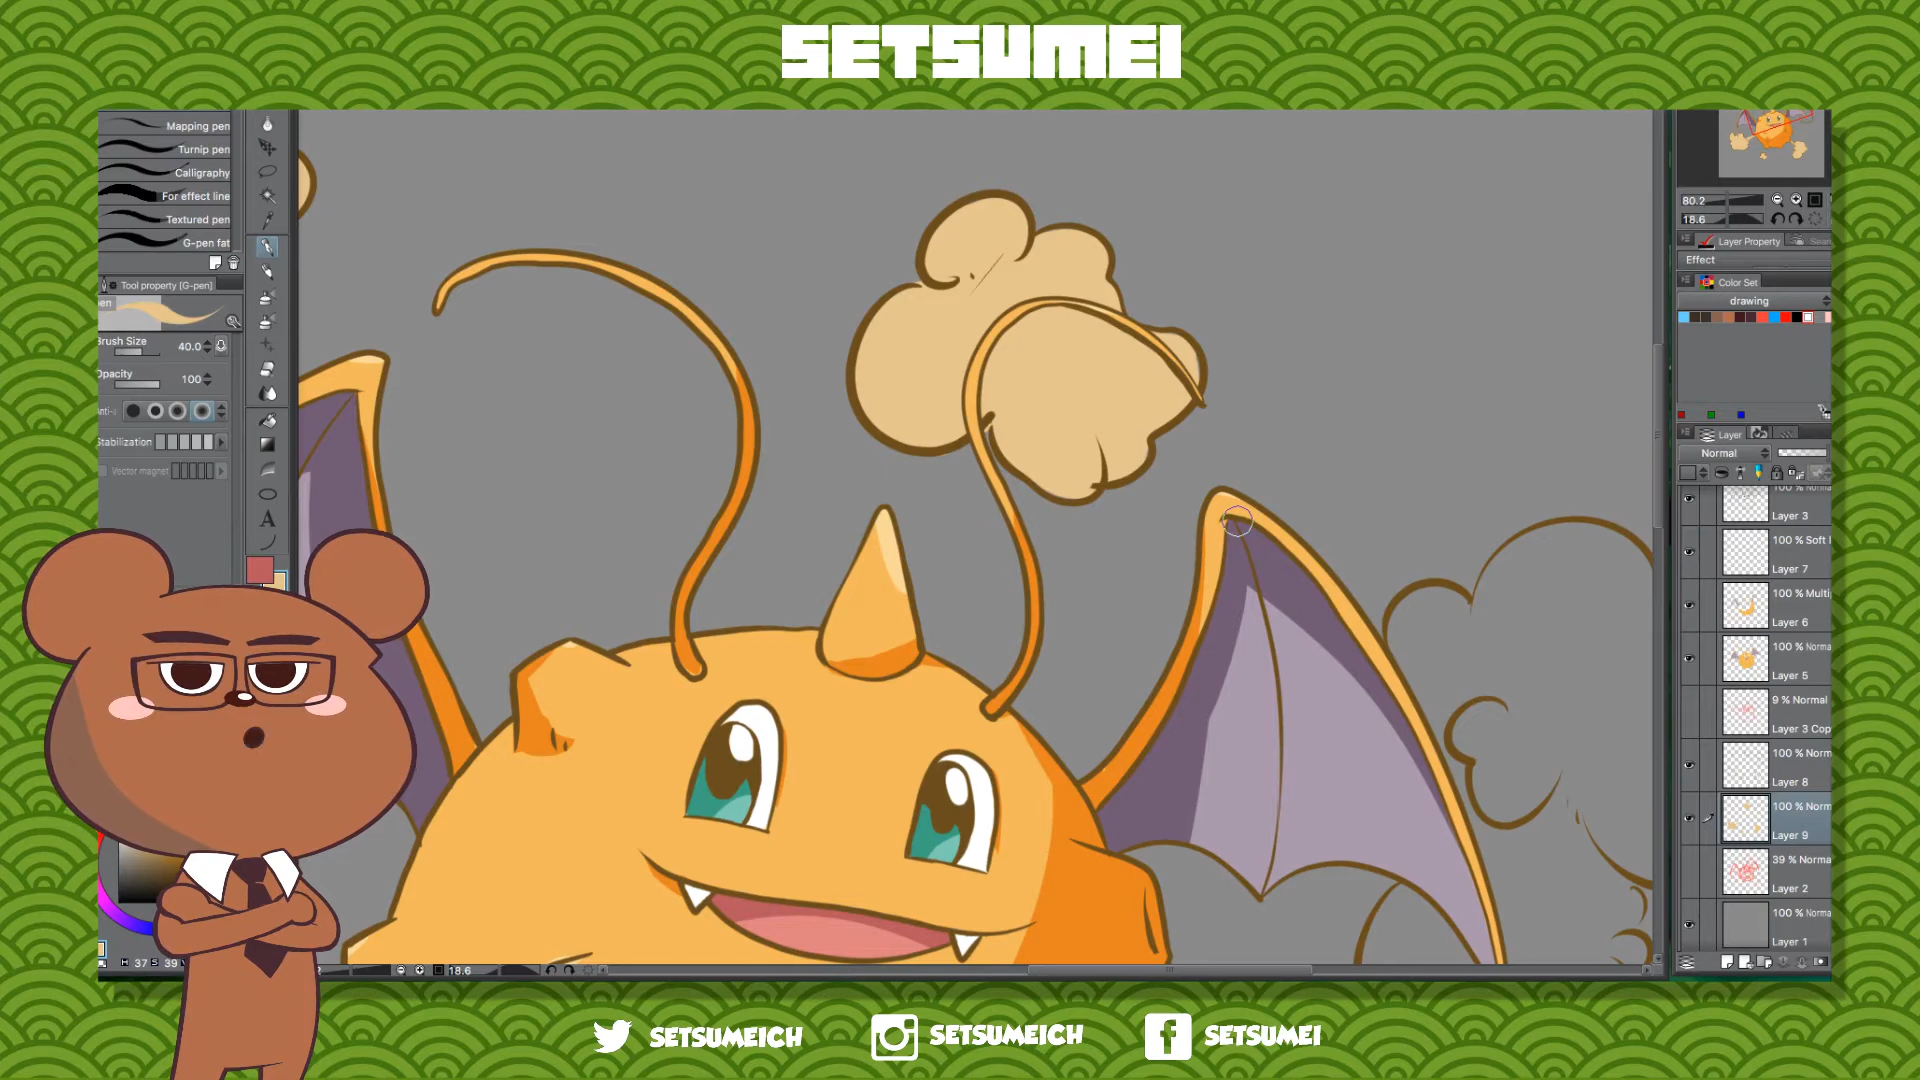 SETSUMEI
Mapping pen
Turnip pen
Calligraphy
For effect line
Textured pen
G-pen fat
Tool property [G-pen]
Brush Size 40.0
Opacity 100
Stabilization
Vector magnet
A
H 37 S 39
18.6
80.2
18.6
Layer Property
Effect
Color Set
drawing
Layer
Normal
Layer 3
100 % Soft
Layer 7
100 % Multi
Layer 6
100 % Norma
Layer 5
9 % Normal
Layer 3 Cop
100 % Norm
Layer 8
100 % Norm
Layer 9
39 % Norma
Layer 2
100 % Norma
Layer 1
SETSUMEICH
SETSUMEICH
SETSUMEI